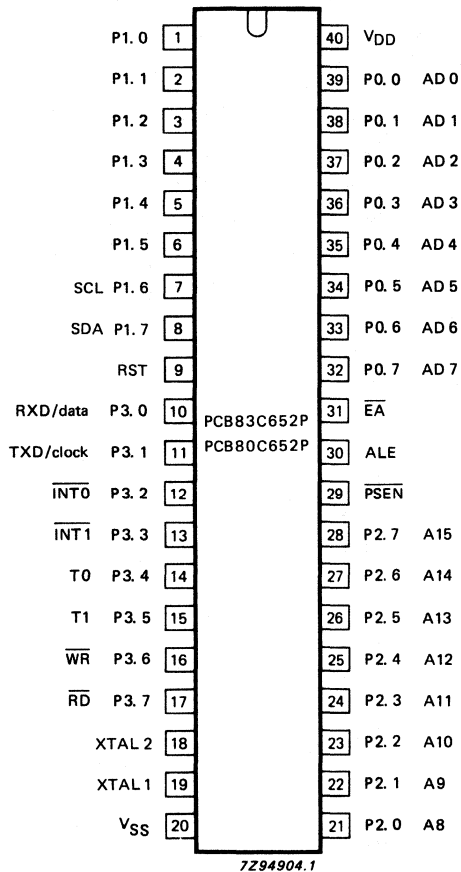 P1.0 1 40 VDD
P1.1 2 39 P0.0 AD0
P1.2 3 38 P0.1 AD1
P1.3 4 37 P0.2 AD2
P1.4 5 36 P0.3 AD3
P1.5 6 35 P0.4 AD4
SCL P1.6 7 34 P0.5 AD5
SDA P1.7 8 33 P0.6 AD6
RST 9 32 P0.7 AD7
RXD/data P3.0 10 31 E̅A̅
PCB83C652P
TXD/clock P3.1 11 30 ALE
PCB80C652P
I̅N̅T̅0̅ P3.2 12 29 P̅S̅E̅N̅
I̅N̅T̅1̅ P3.3 13 28 P2.7 A15
T0 P3.4 14 27 P2.6 A14
T1 P3.5 15 26 P2.5 A13
W̅R̅ P3.6 16 25 P2.4 A12
R̅D̅ P3.7 17 24 P2.3 A11
XTAL2 18 23 P2.2 A10
XTAL1 19 22 P2.1 A9
VSS 20 21 P2.0 A8
7Z94904.1